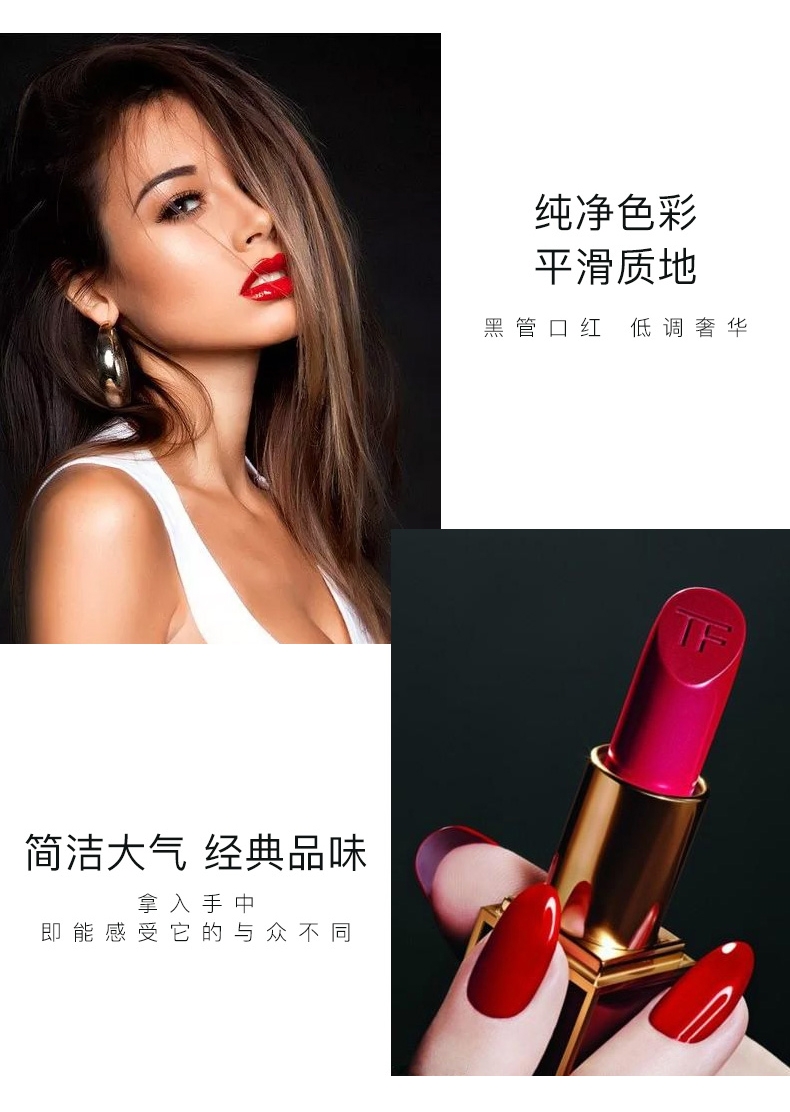 纯净色彩
平滑质地
黑管口红 低调奢华
TF
简洁大气 经典品味
拿入手中
即能感受它的与众不同